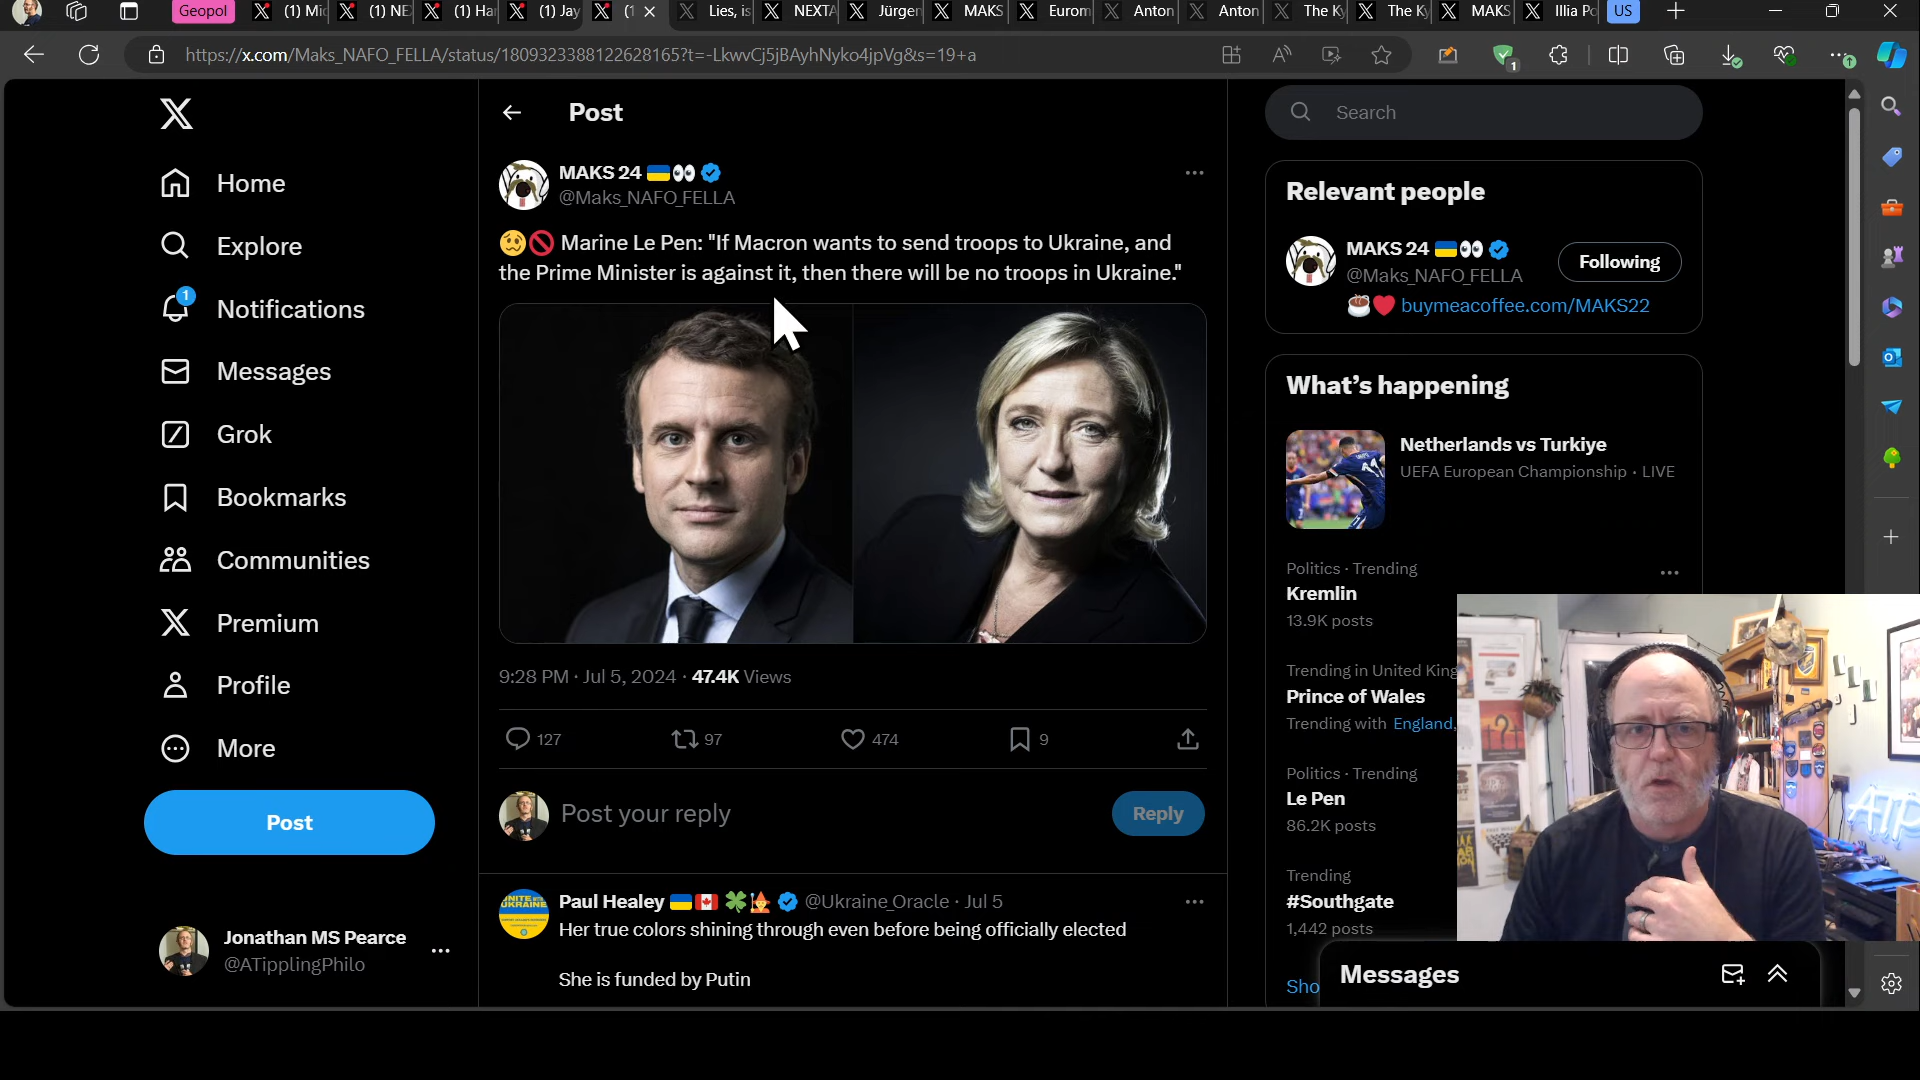 Geopol
(1) Mi
(1) NE
(1) Ha
(1) Jay
(1
Lies, is
NEXTA
Jürger
MAKS
Eurom
Anton
Anton
The Ky
The Ky
MAKS
Illia Po
US
https://x.com/Maks_NAFO_FELLA/status/1809323388122628165?t=-LkwvCj5jBAyhNyko4jpVg&s=19+a
1
Home
Explore
1
Notifications
Messages
Grok
Bookmarks
Communities
Premium
Profile
More
Post
Jonathan MS Pearce
@ATipplingPhilo
Post
MAKS 24 🇺🇦👀
@Maks_NAFO_FELLA
🥴🚫 Marine Le Pen: "If Macron wants to send troops to Ukraine, and
the Prime Minister is against it, then there will be no troops in Ukraine."
9:28 PM · Jul 5, 2024 · 47.4K Views
127
97
474
9
Post your reply
Reply
Paul Healey @Ukraine_Oracle · Jul 5
Her true colors shining through even before being officially elected
She is funded by Putin
Search
Relevant people
MAKS 24 🇺🇦👀
@Maks_NAFO_FELLA
Following
☕❤️ buymeacoffee.com/MAKS22
What's happening
Netherlands vs Turkiye
UEFA European Championship · LIVE
Politics · Trending
Kremlin
13.9K posts
Trending in United King
Prince of Wales
Trending with England,
Politics · Trending
Le Pen
86.2K posts
Trending
#Southgate
1,442 posts
Sho
Messages
ATP